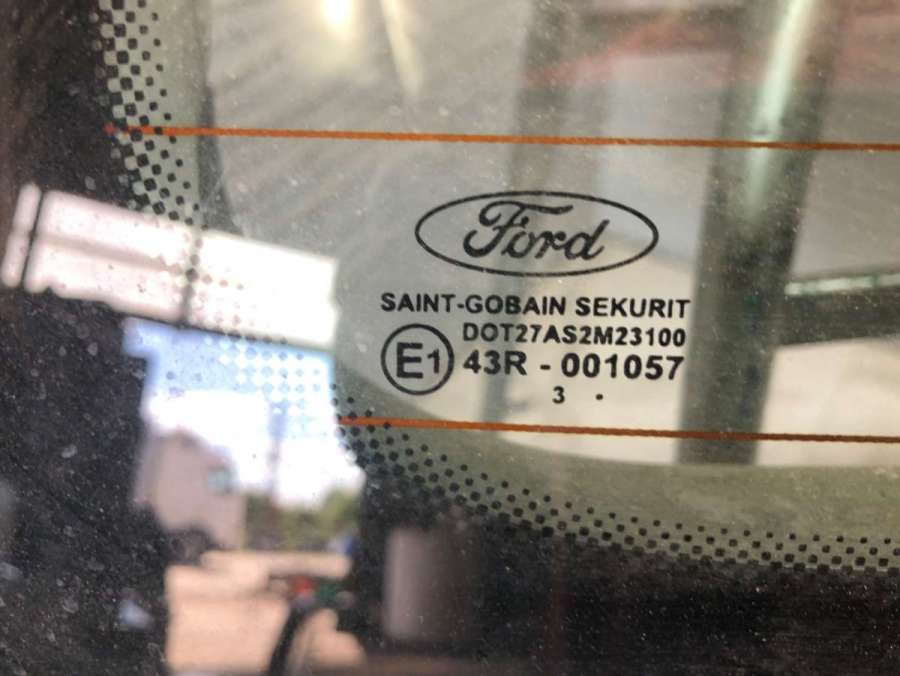 Ford
SAINT-GOBAIN SEKURIT
DOT27AS2M23100
E1 43R - 001057
3 .